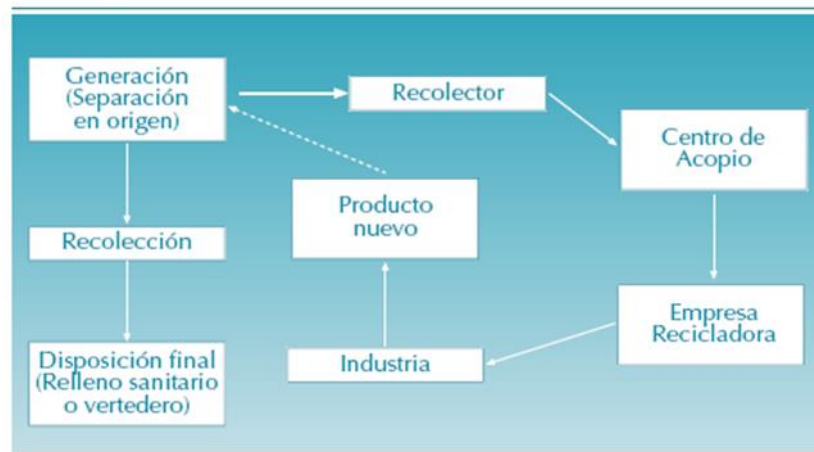 Generación
(Separación
en origen)
Recolector
Centro de
Acopio
Producto
nuevo
Recolección
Empresa
Recicladora
Industria
Disposición final
(Relleno sanitario
o vertedero)